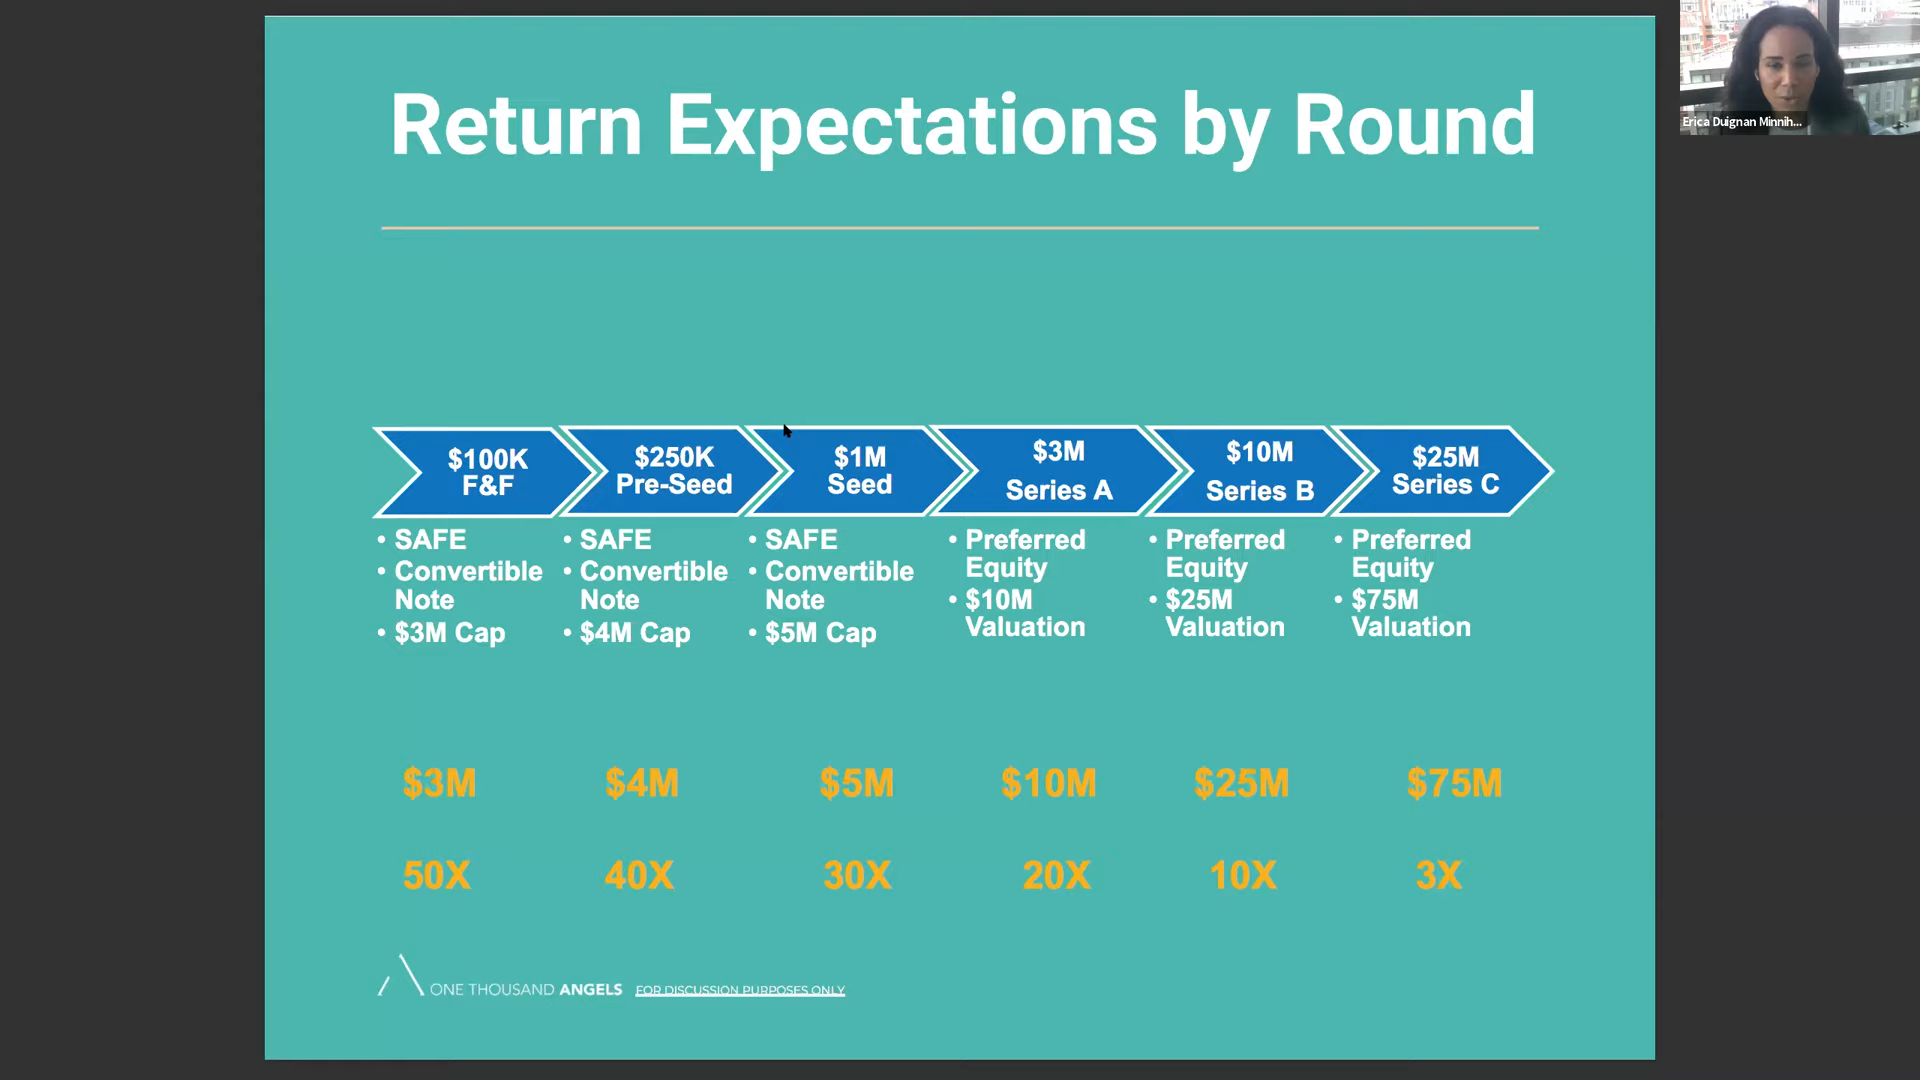 Return Expectations by Round
Erica Duignan Minnih...
$100K
F&F
$250K
Pre-Seed
$1M
Seed
$3M
Series A
$10M
Series B
$25M
Series C
• SAFE
• Convertible
Note
• $3M Cap
• SAFE
• Convertible
Note
• $4M Cap
• SAFE
• Convertible
Note
• $5M Cap
• Preferred
Equity
• $10M
Valuation
• Preferred
Equity
• $25M
Valuation
• Preferred
Equity
• $75M
Valuation
$3M $4M $5M $10M $25M $75M
50X 40X 30X 20X 10X 3X
ONE THOUSAND ANGELS FOR DISCUSSION PURPOSES ONLY